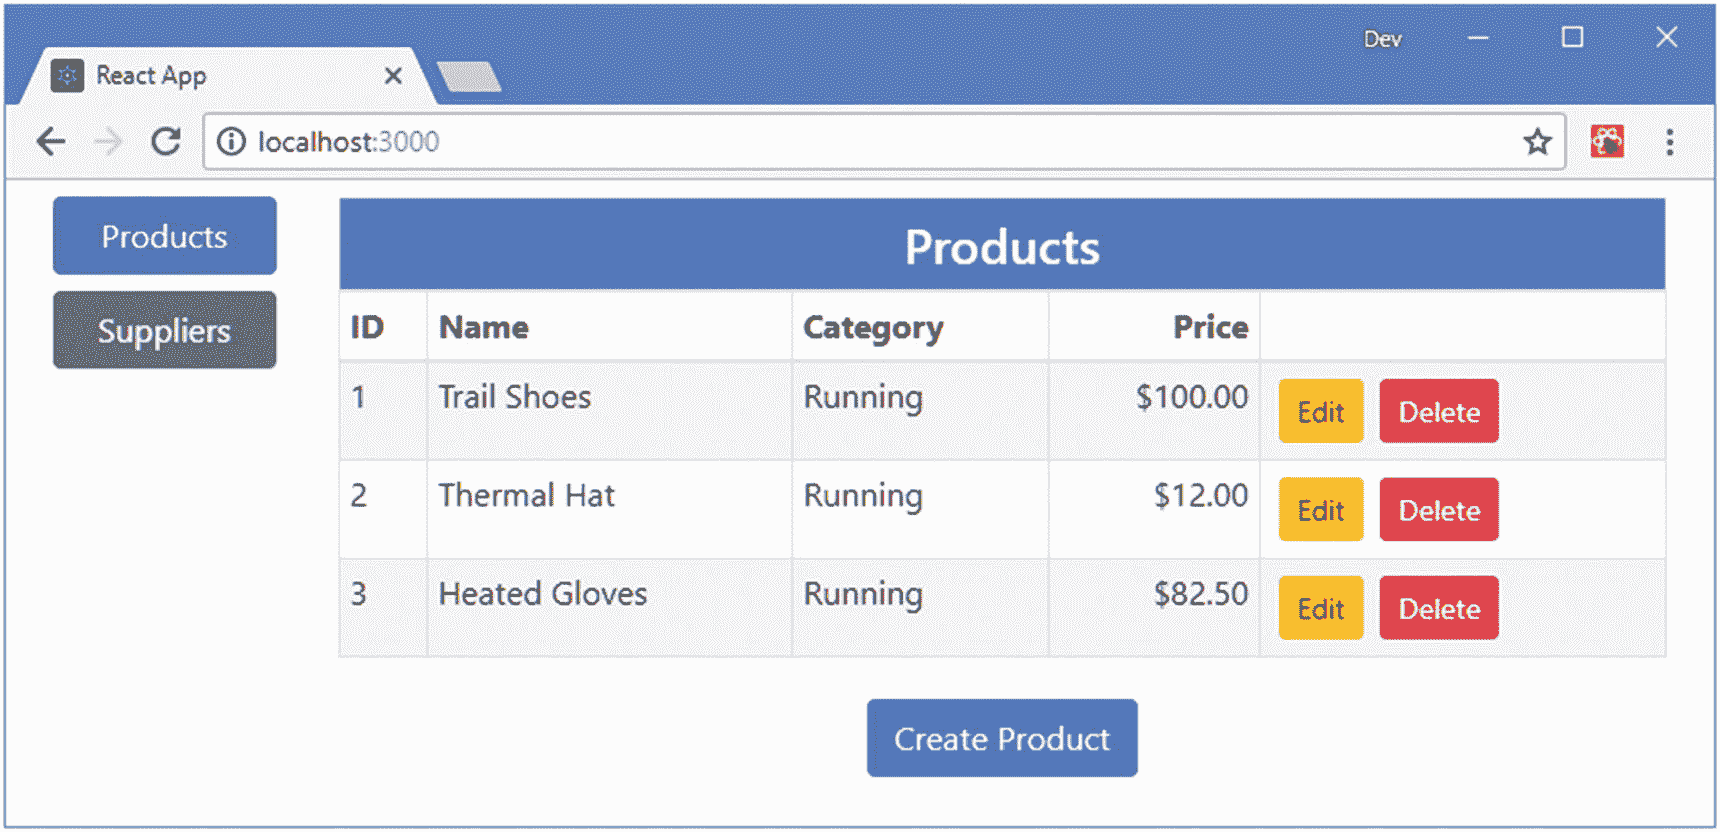 Dev
React App
localhost:3000
Products
Suppliers
Products
ID Name Category Price
1 Trail Shoes Running $100.00 Edit Delete
2 Thermal Hat Running $12.00 Edit Delete
3 Heated Gloves Running $82.50 Edit Delete
Create Product